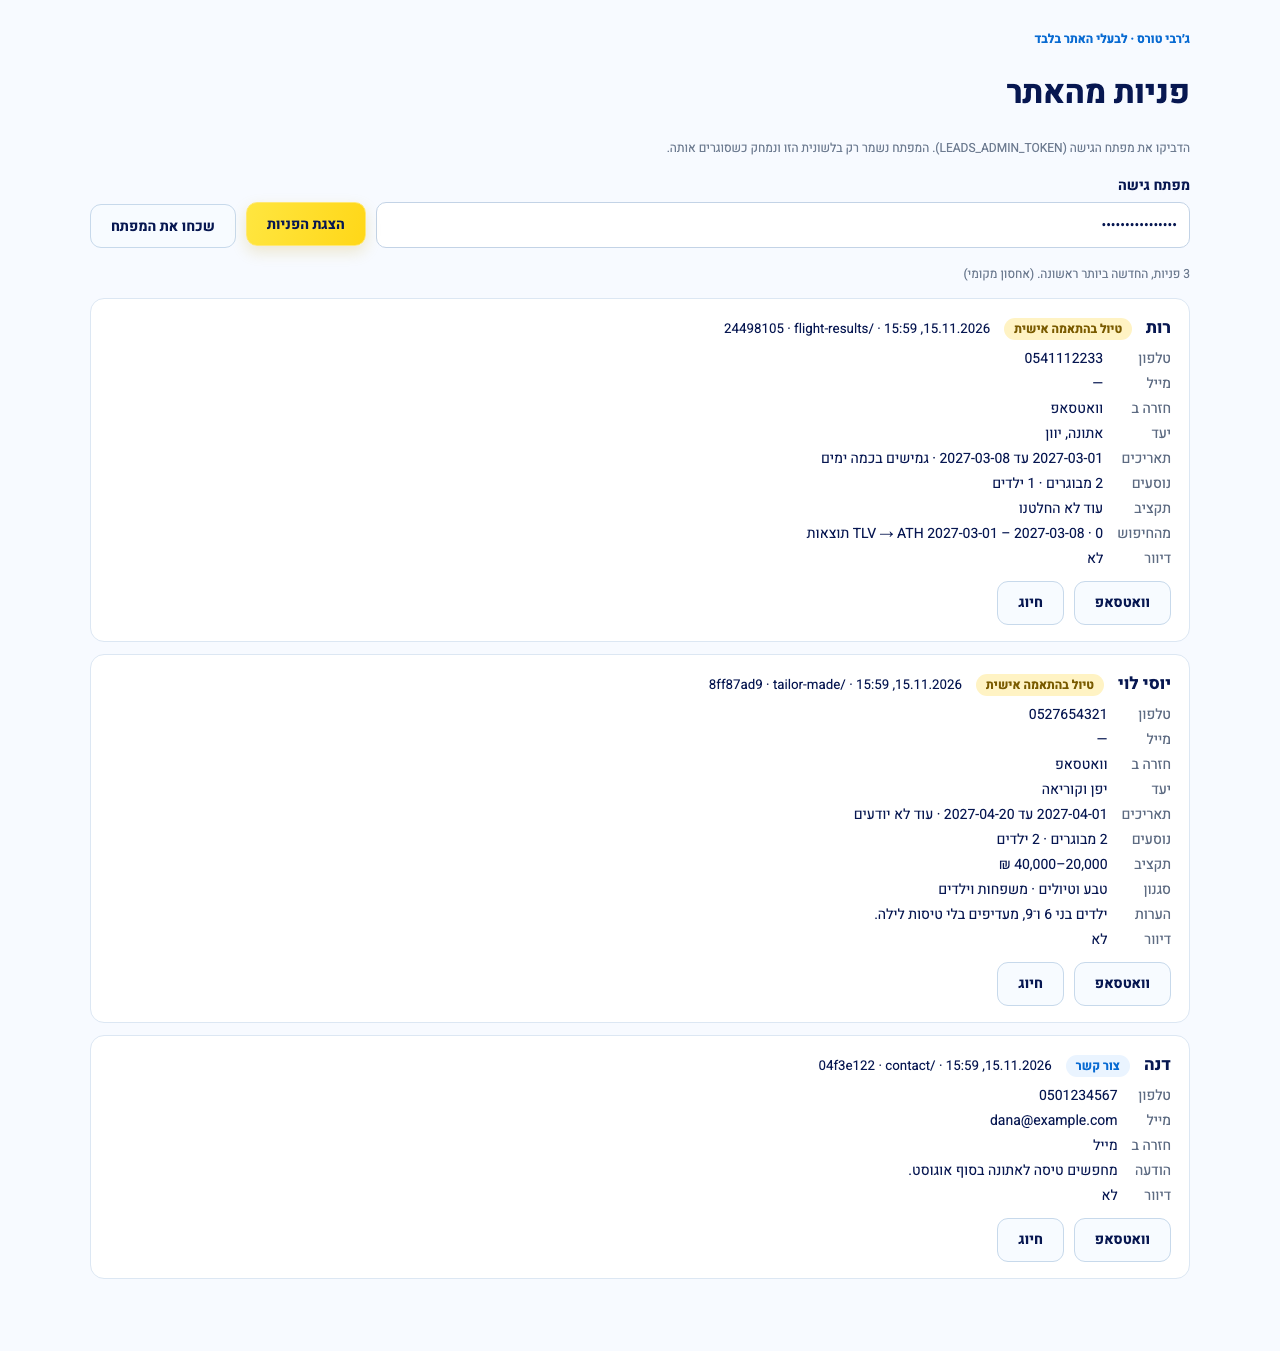 ג׳רבי טורס · לבעלי האתר בלבד
פניות מהאתר
הדביקו את מפתח הגישה (LEADS_ADMIN_TOKEN). המפתח נשמר רק בלשונית הזו ונמחק כשסוגרים אותה.
מפתח גישה
••••••••••••••••
הצגת הפניות
שכחו את המפתח
3 פניות, החדשה ביותר ראשונה. (אחסון מקומי)
רות טיול בהתאמה אישית 15.11.2026, 15:59 · /flight-results · 24498105
טלפון 0541112233
מייל —
חזרה ב וואטסאפ
יעד אתונה, יוון
תאריכים 2027-03-01 עד 2027-03-08 · גמישים בכמה ימים
נוסעים 2 מבוגרים · 1 ילדים
תקציב עוד לא החלטנו
מהחיפוש TLV → ATH 2027-03-01 – 2027-03-08 · 0 תוצאות
דיוור לא
וואטסאפ חיוג
יוסי לוי טיול בהתאמה אישית 15.11.2026, 15:59 · /tailor-made · 8ff87ad9
טלפון 0527654321
מייל —
חזרה ב וואטסאפ
יעד יפן וקוריאה
תאריכים 2027-04-01 עד 2027-04-20 · עוד לא יודעים
נוסעים 2 מבוגרים · 2 ילדים
תקציב 20,000–40,000 ₪
סגנון טבע וטיולים · משפחות וילדים
הערות ילדים בני 6 ו־9, מעדיפים בלי טיסות לילה.
דיוור לא
וואטסאפ חיוג
דנה צור קשר 15.11.2026, 15:59 · /contact · 04f3e122
טלפון 0501234567
מייל dana@example.com
חזרה ב מייל
הודעה מחפשים טיסה לאתונה בסוף אוגוסט.
דיוור לא
וואטסאפ חיוג